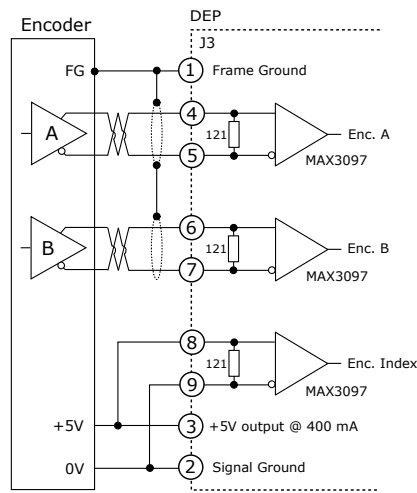 Encoder
DEP
J3
FG
1 Frame Ground
A
4
5
121
Enc. A
MAX3097
B
6
7
121
Enc. B
MAX3097
8
9
121
Enc. Index
MAX3097
+5V
3 +5V output @ 400 mA
0V
2 Signal Ground